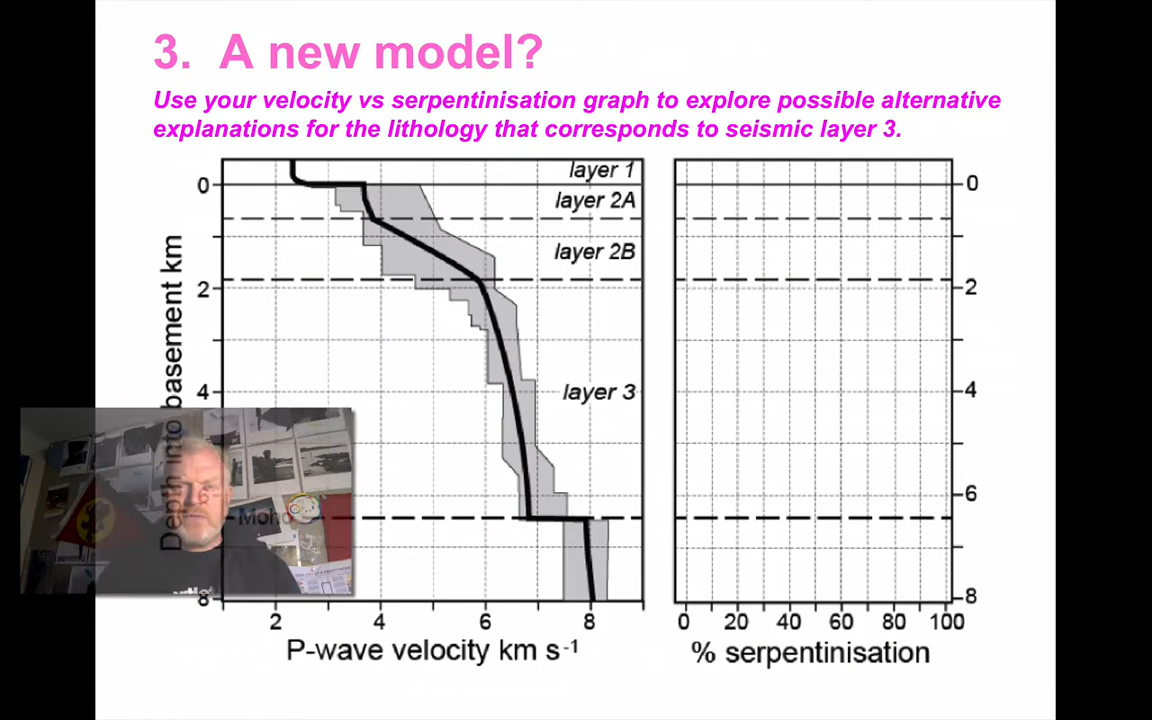 3. A new model?
Use your velocity vs serpentinisation graph to explore possible alternative
explanations for the lithology that corresponds to seismic layer 3.
layer 1
0
0
layer 2A
layer 2B
2
2
layer 3
4
4
6
6
Moho
8
8
Depth into basement km
2 4 6 8
0 20 40 60 80 100
P-wave velocity km s⁻¹
% serpentinisation